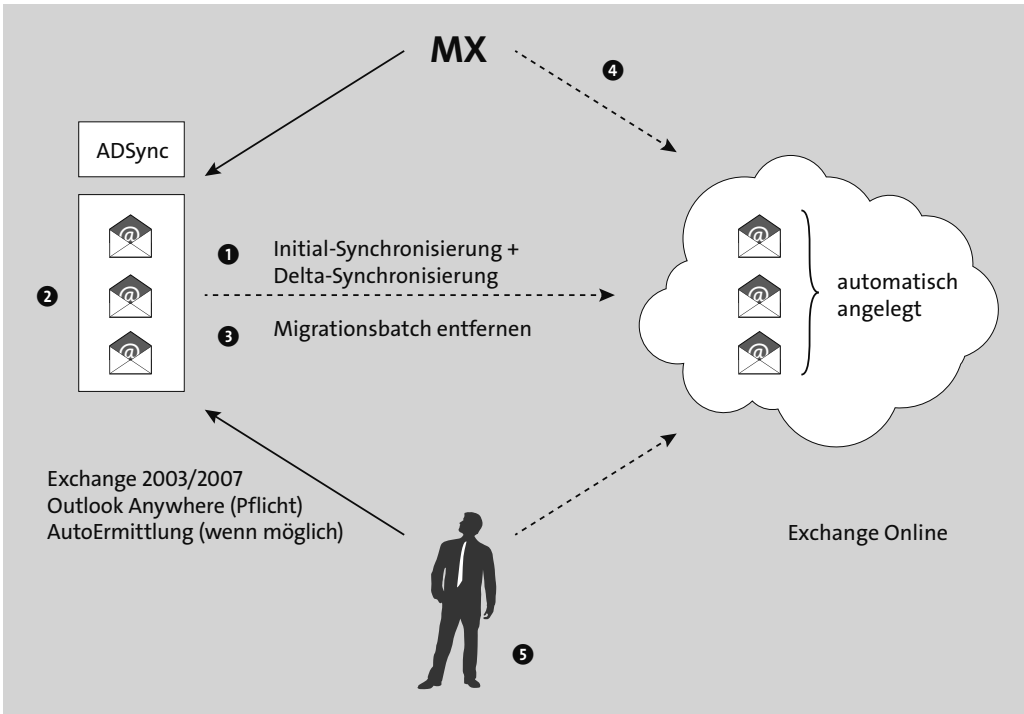 MX
❹
ADSync
❶ Initial-Synchronisierung +
Delta-Synchronisierung
❷
❸ Migrationsbatch entfernen
@
@
@
@
@
@
automatisch
angelegt
Exchange 2003/2007
Outlook Anywhere (Pflicht)
AutoErmittlung (wenn möglich)
Exchange Online
❺